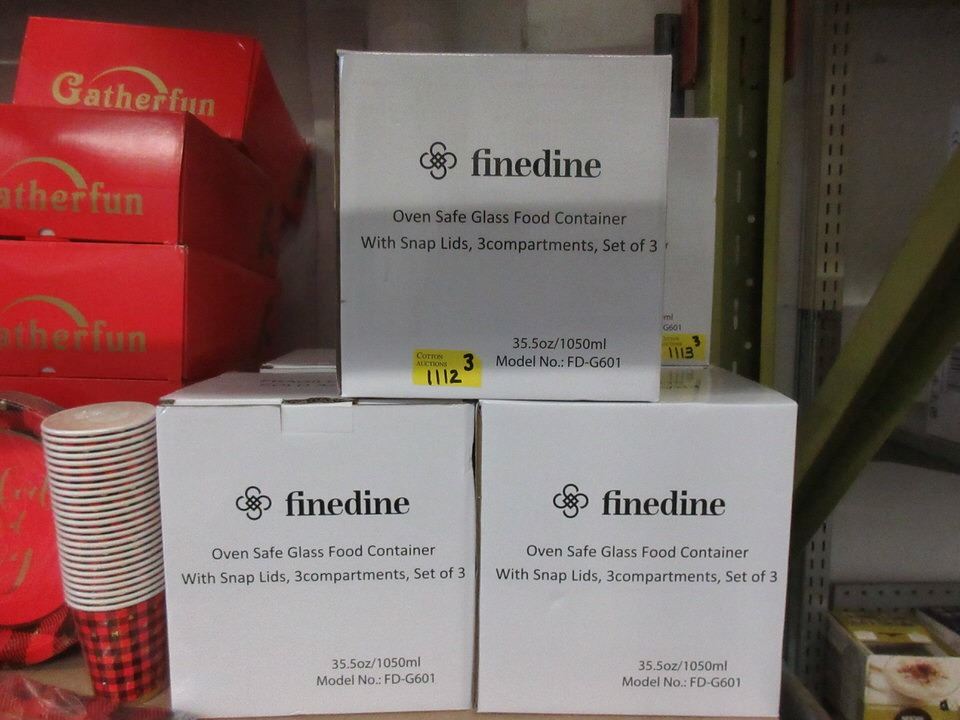 Gatherfun
atherfun
atherfun
finedine
Oven Safe Glass Food Container
With Snap Lids, 3compartments, Set of 3
35.5oz/1050ml
Model No.: FD-G601
COTTON
AUCTIONS
3
1112
ml
G601
3
1113
finedine
Oven Safe Glass Food Container
With Snap Lids, 3compartments, Set of 3
35.5oz/1050ml
Model No.: FD-G601
finedine
Oven Safe Glass Food Container
With Snap Lids, 3compartments, Set of 3
35.5oz/1050ml
Model No.: FD-G601